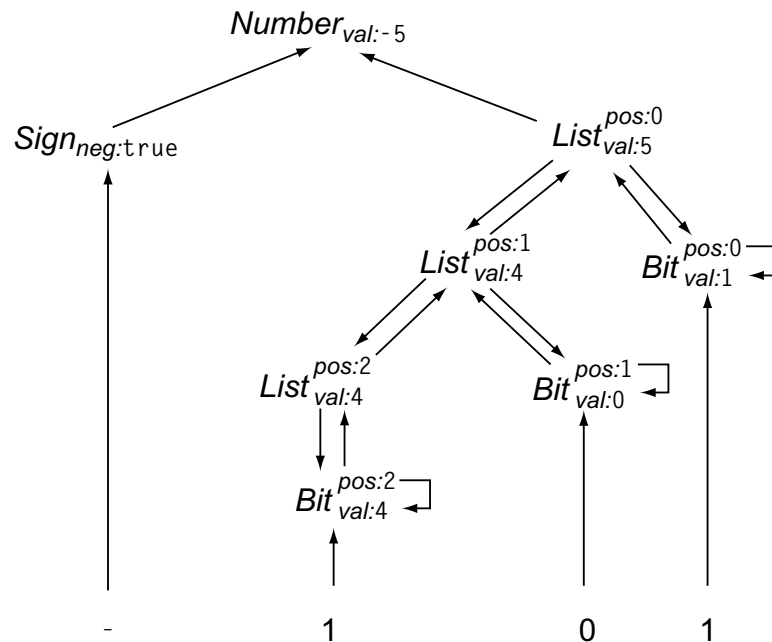 Number val:-5
Sign neg:true
List pos:0 val:5
List pos:1 val:4
Bit pos:0 val:1
List pos:2 val:4
Bit pos:1 val:0
Bit pos:2 val:4
- 1 0 1